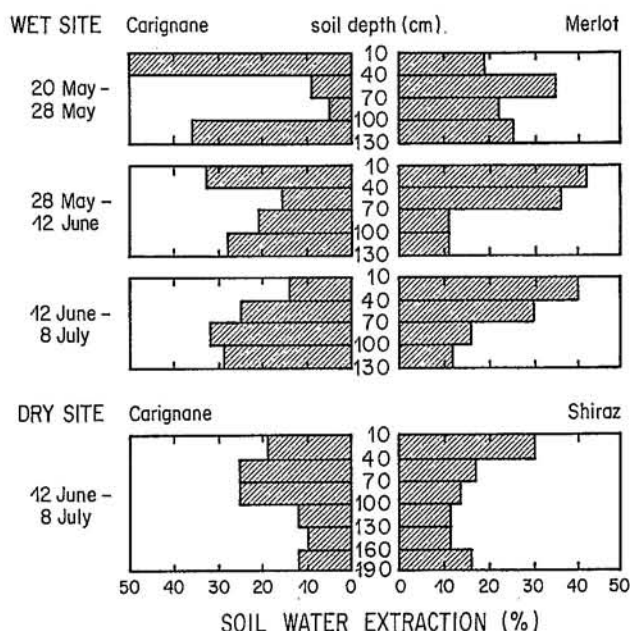 WET SITE Carignane soil depth (cm). Merlot
20 May –
28 May
10
40
70
100
130
28 May –
12 June
10
40
70
100
130
12 June –
8 July
10
40
70
100
130
DRY SITE Carignane Shiraz
12 June –
8 July
10
40
70
100
130
160
190
50 40 30 20 10 0 0 10 20 30 40 50
SOIL WATER EXTRACTION (%)